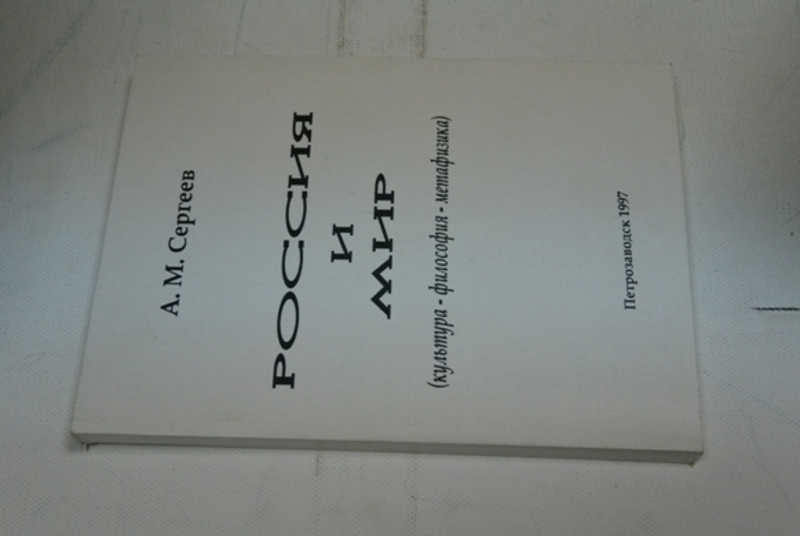 А. М. Сергеев
РОССИЯ
И
МИР
(культура - философия - метафизика)
Петрозаводск 1997